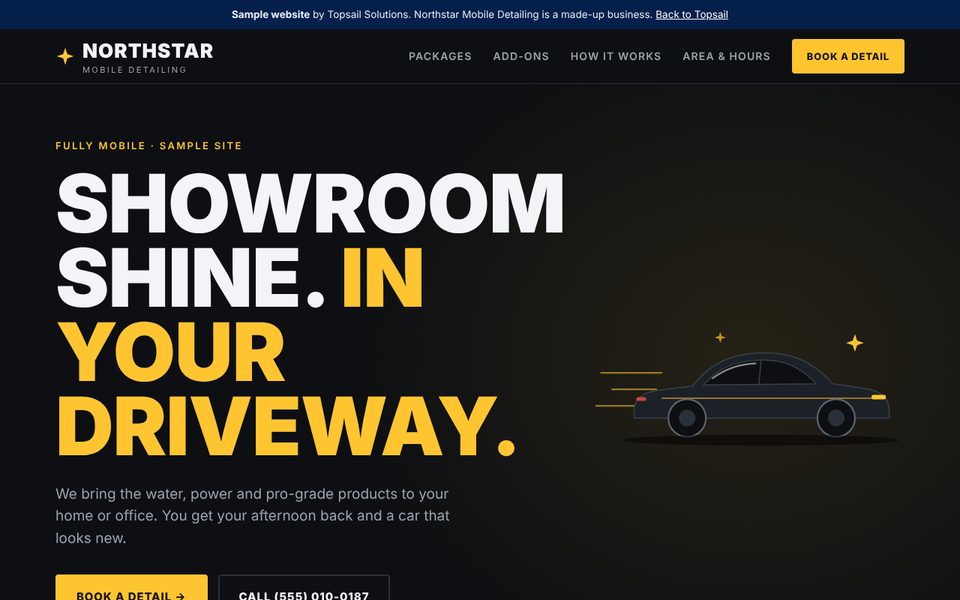 Sample website by Topsail Solutions. Northstar Mobile Detailing is a made-up business. Back to Topsail
NORTHSTAR
MOBILE DETAILING
PACKAGES ADD-ONS HOW IT WORKS AREA & HOURS BOOK A DETAIL
FULLY MOBILE · SAMPLE SITE
SHOWROOM
SHINE. IN
YOUR
DRIVEWAY.
We bring the water, power and pro-grade products to your
home or office. You get your afternoon back and a car that
looks new.
BOOK A DETAIL → CALL (555) 010-0187